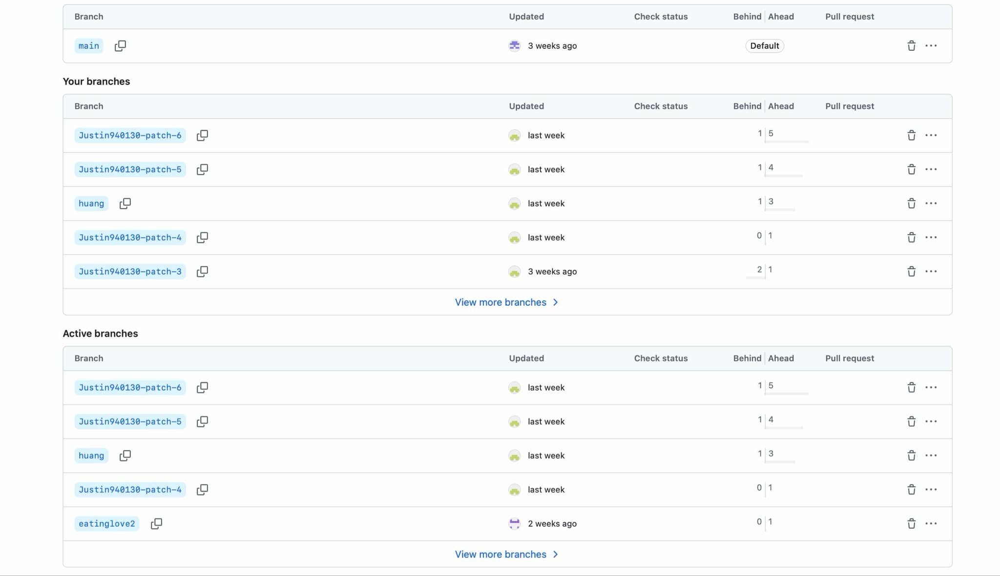 Branch Updated Check status Behind Ahead Pull request
main 3 weeks ago Default
Your branches
Branch Updated Check status Behind Ahead Pull request
Justin940130-patch-6 last week 1 5
Justin940130-patch-5 last week 1 4
huang last week 1 3
Justin940130-patch-4 last week 0 1
Justin940130-patch-3 3 weeks ago 2 1
View more branches
Active branches
Branch Updated Check status Behind Ahead Pull request
Justin940130-patch-6 last week 1 5
Justin940130-patch-5 last week 1 4
huang last week 1 3
Justin940130-patch-4 last week 0 1
eatinglove2 2 weeks ago 0 1
View more branches